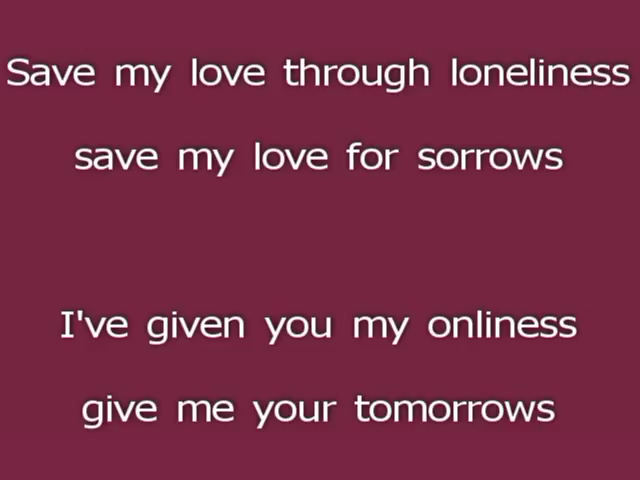 Save my love through loneliness
save my love for sorrows
I've given you my onliness
give me your tomorrows